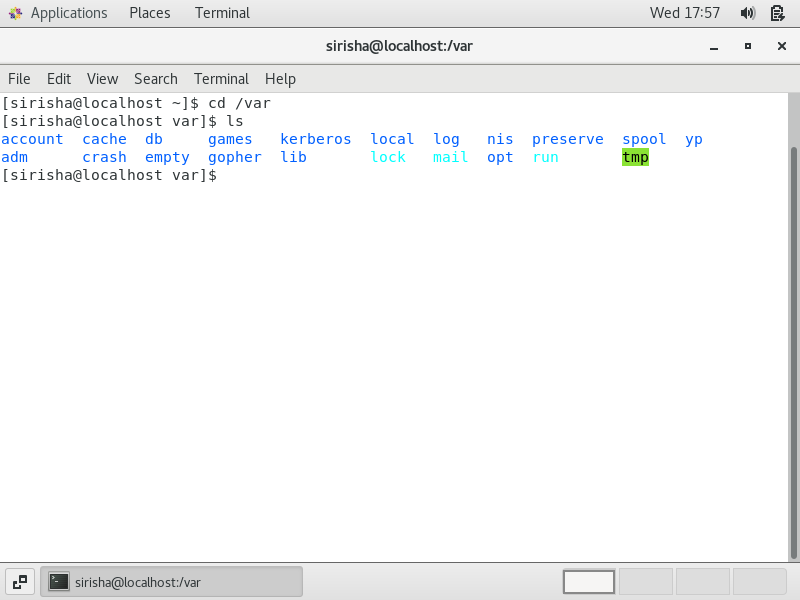 Applications Places Terminal Wed 17:57
sirisha@localhost:/var
File Edit View Search Terminal Help
[sirisha@localhost ~]$ cd /var
[sirisha@localhost var]$ ls
account cache db games kerberos local log nis preserve spool yp
adm crash empty gopher lib lock mail opt run tmp
[sirisha@localhost var]$
sirisha@localhost:/var